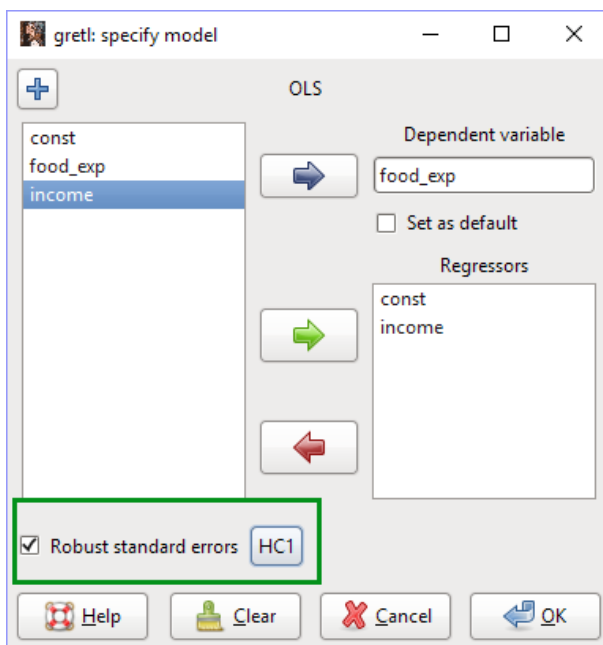 gretl: specify model
OLS
const
food_exp
income
Dependent variable
food_exp
Set as default
Regressors
const
income
Robust standard errors HC1
Help Clear Cancel OK